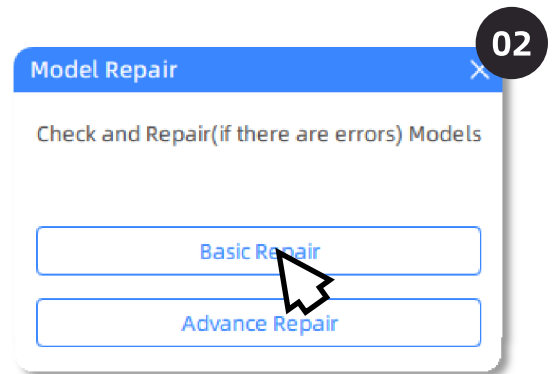 02
Model Repair
Check and Repair(if there are errors) Models
Basic Repair
Advance Repair